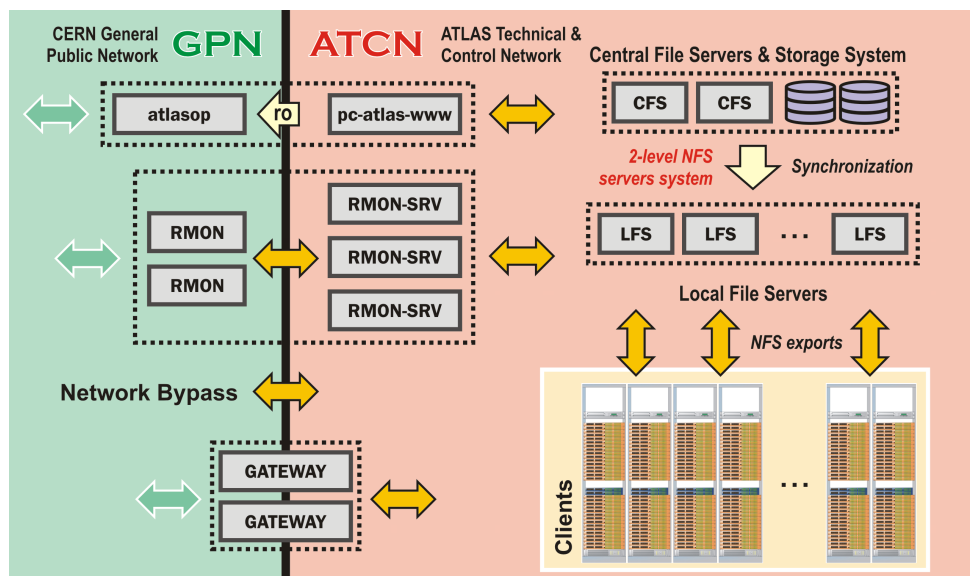 CERN General
Public Network
GPN
ATCN
ATLAS Technical &
Control Network
Central File Servers & Storage System
atlasop
ro
pc-atlas-www
CFS
CFS
2-level NFS
servers system
Synchronization
RMON
RMON
RMON-SRV
RMON-SRV
RMON-SRV
LFS
LFS
...
LFS
Local File Servers
NFS exports
Network Bypass
GATEWAY
GATEWAY
Clients
...